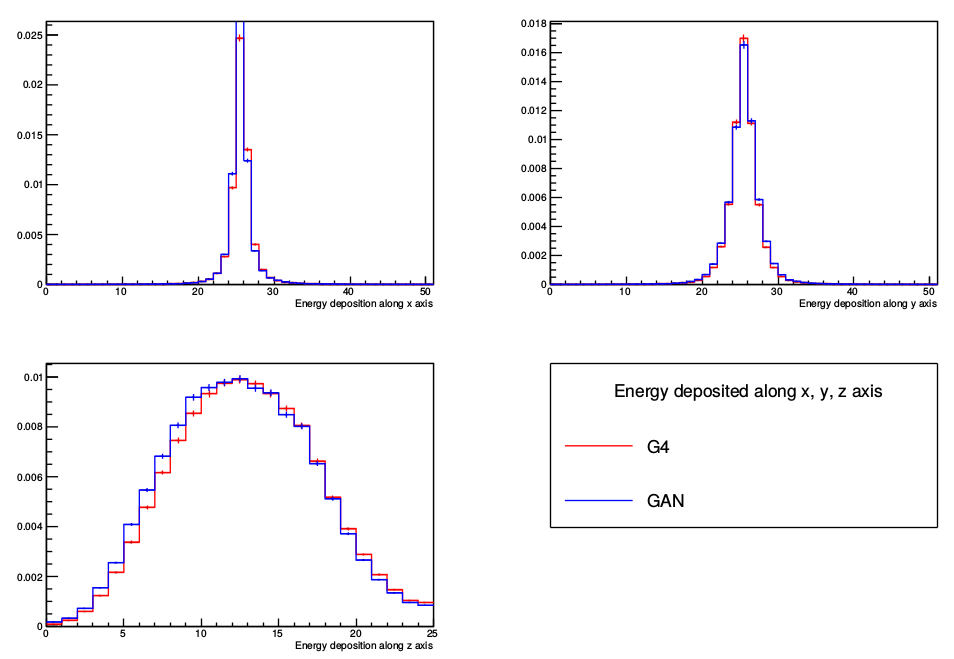 0.025
0.02
0.015
0.01
0.005
0
0 10 20 30 40 50
Energy deposition along x axis
0.018
0.016
0.014
0.012
0.01
0.008
0.006
0.004
0.002
0
0 10 20 30 40 50
Energy deposition along y axis
0.01
0.008
0.006
0.004
0.002
0
0 5 10 15 20 25
Energy deposition along z axis
Energy deposited along x, y, z axis
G4
GAN